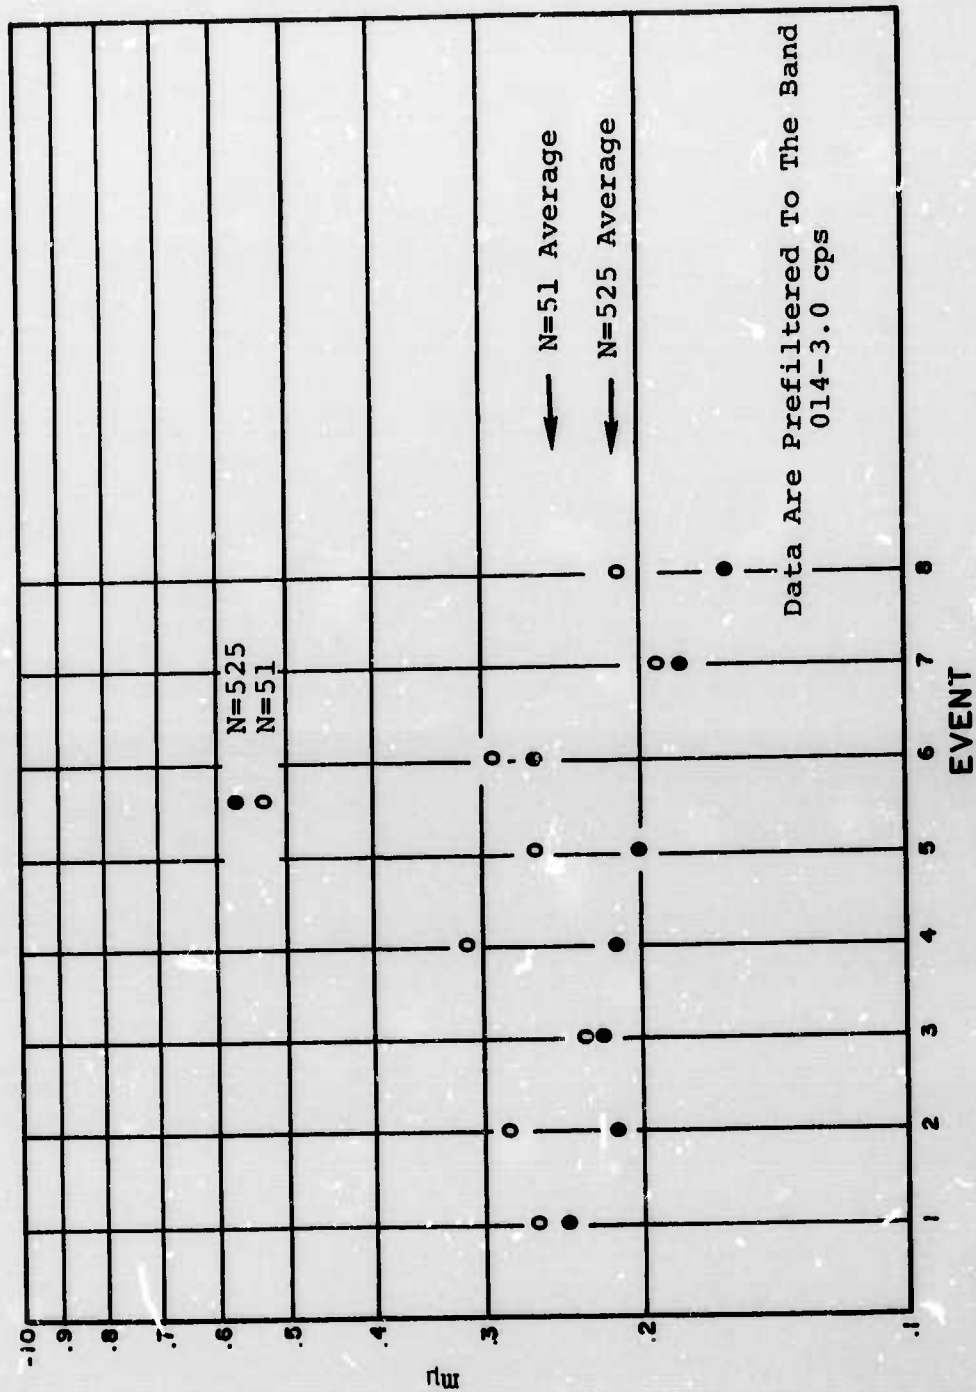 -10
.9
.8
.7
.6
.5
.4
.3
.2
.1
mμ
N=525
N=51
N=51 Average
N=525 Average
Data Are Prefiltered To The Band
014-3.0 cps
1 2 3 4 5 6 7 8
EVENT